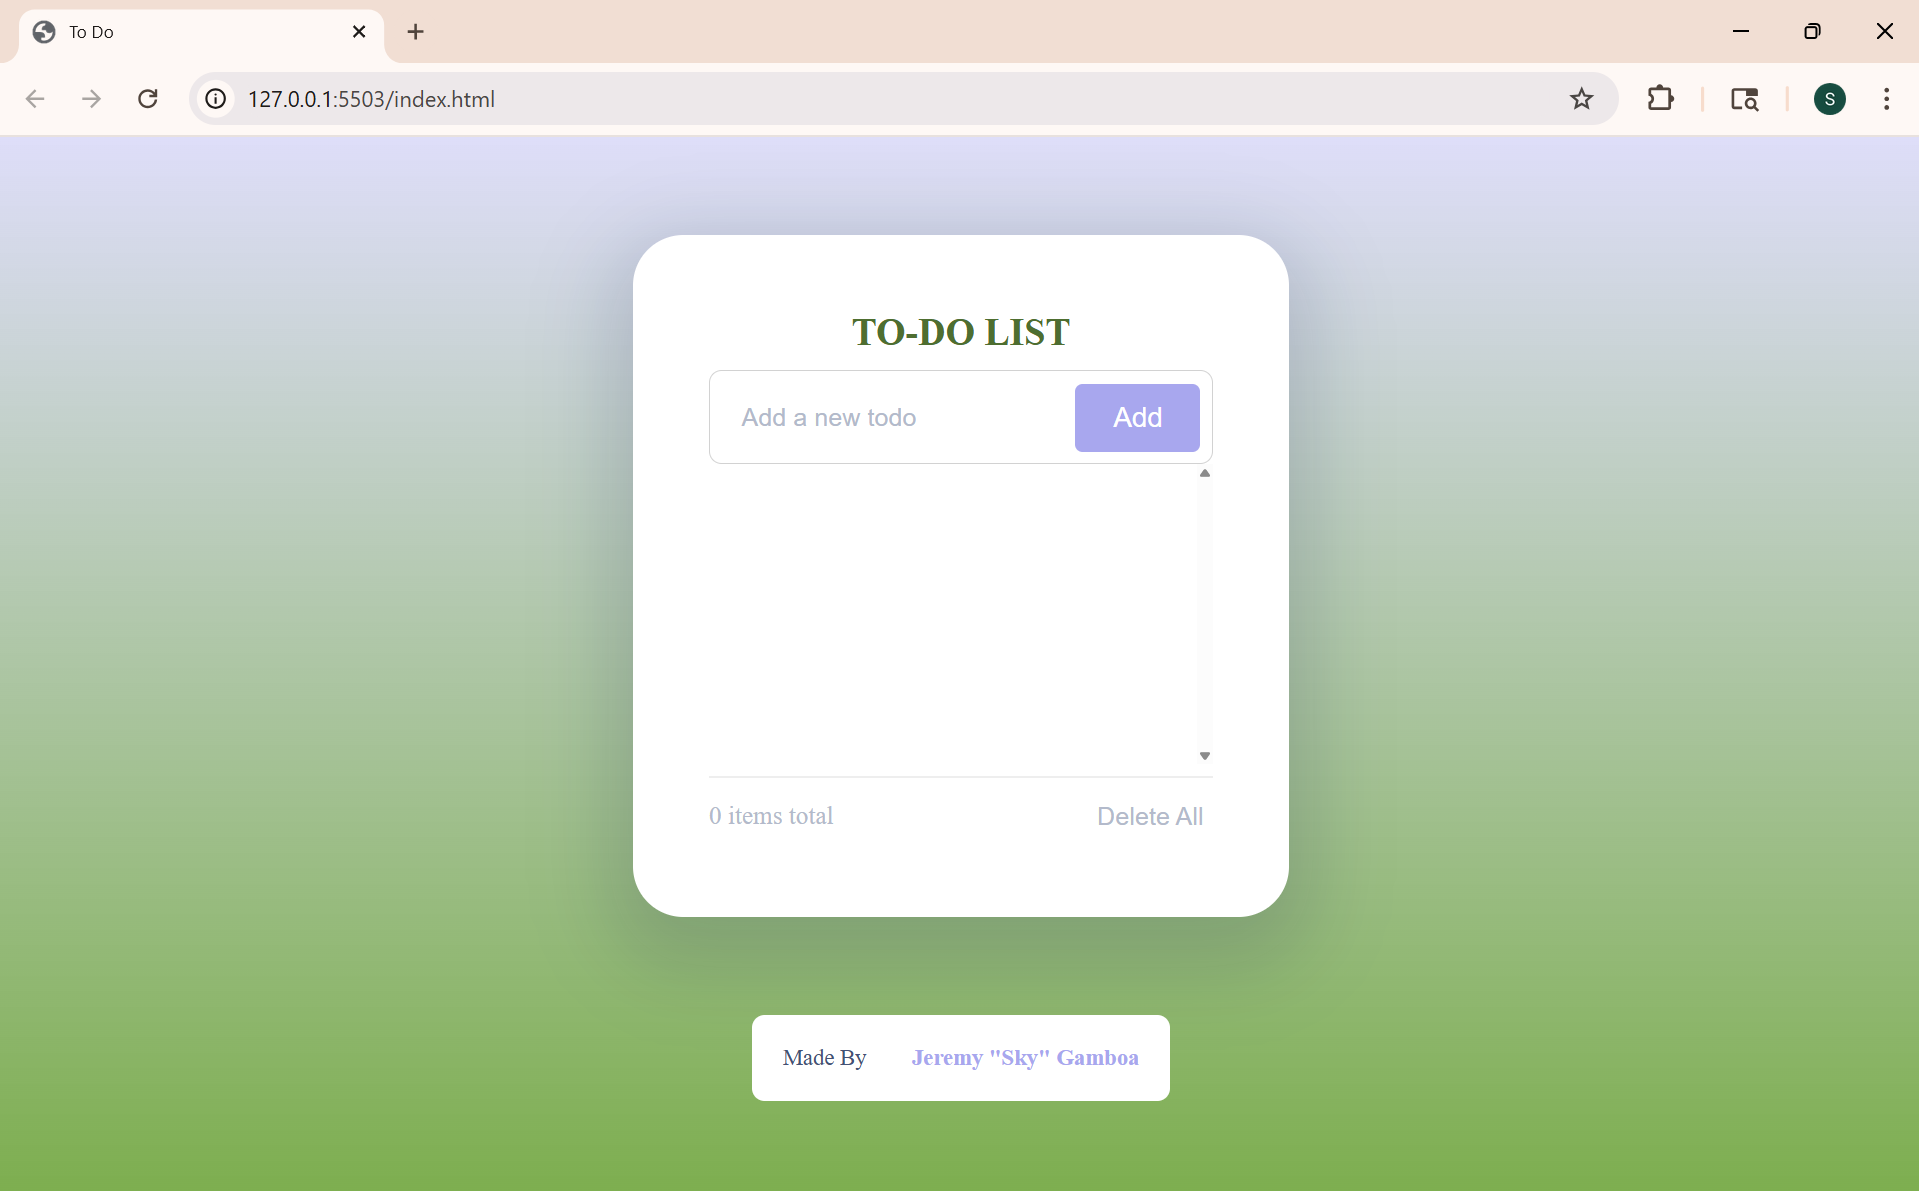 To Do
127.0.0.1:5503/index.html
S
TO-DO LIST
Add a new todo
Add
0 items total
Delete All
Made By Jeremy "Sky" Gamboa